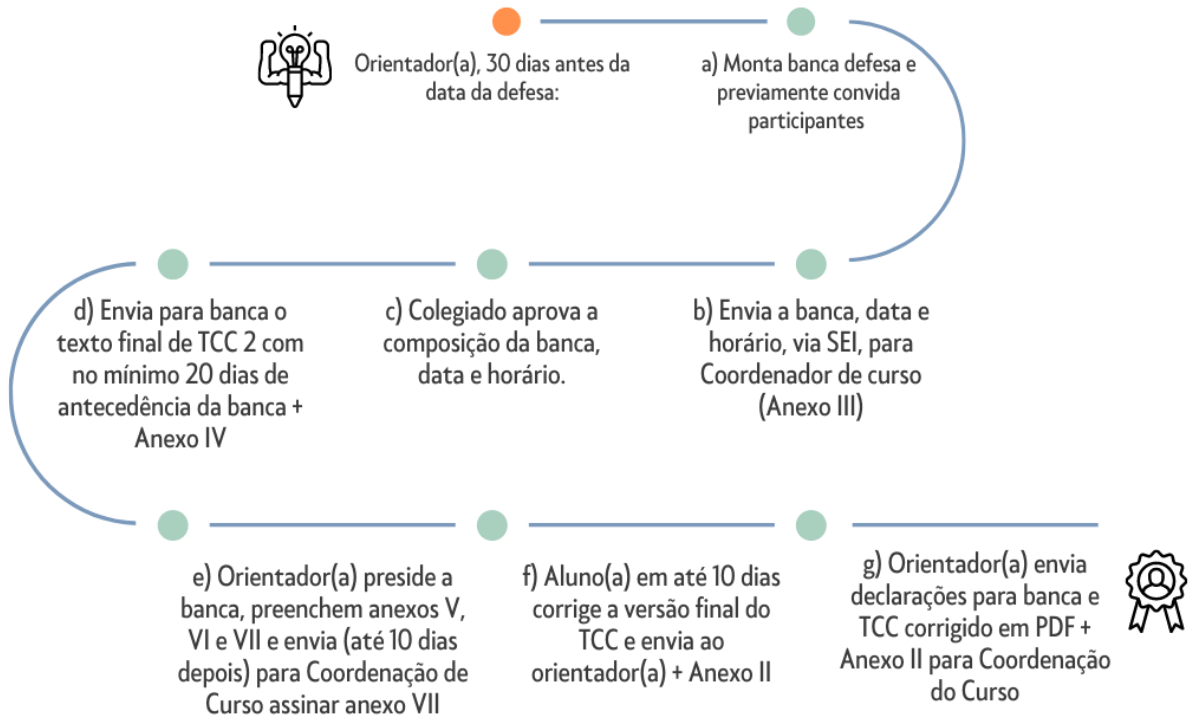 Orientador(a), 30 dias antes da
data da defesa:
a) Monta banca defesa e
previamente convida
participantes
b) Envia a banca, data e
horário, via SEI, para
Coordenador de curso
(Anexo III)
c) Colegiado aprova a
composição da banca,
data e horário.
d) Envia para banca o
texto final de TCC 2 com
no mínimo 20 dias de
antecedência da banca +
Anexo IV
e) Orientador(a) preside a
banca, preenchem anexos V,
VI e VII e envia (até 10 dias
depois) para Coordenação de
Curso assinar anexo VII
f) Aluno(a) em até 10 dias
corrige a versão final do
TCC e envia ao
orientador(a) + Anexo II
g) Orientador(a) envia
declarações para banca e
TCC corrigido em PDF +
Anexo II para Coordenação
do Curso